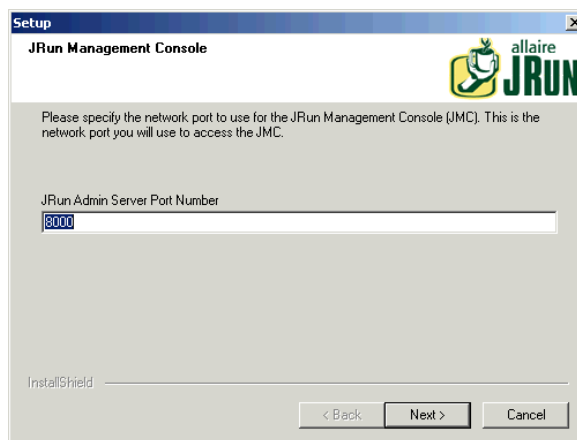 Setup
JRun Management Console
allaire
JRUN
Please specify the network port to use for the JRun Management Console (JMC). This is the
network port you will use to access the JMC.
JRun Admin Server Port Number
8000
InstallShield
< Back
Next >
Cancel